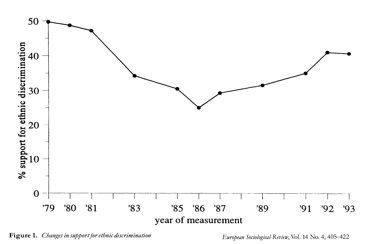 50
40
30
20
10
0
% support for ethnic discrimination
'79 '80 '81 '83 '85 '86 '87 '89 '91 '92 '93
year of measurement
Figure 1. Changes in support for ethnic discrimination
European Sociological Review, Vol. 14 No. 4, 405–422